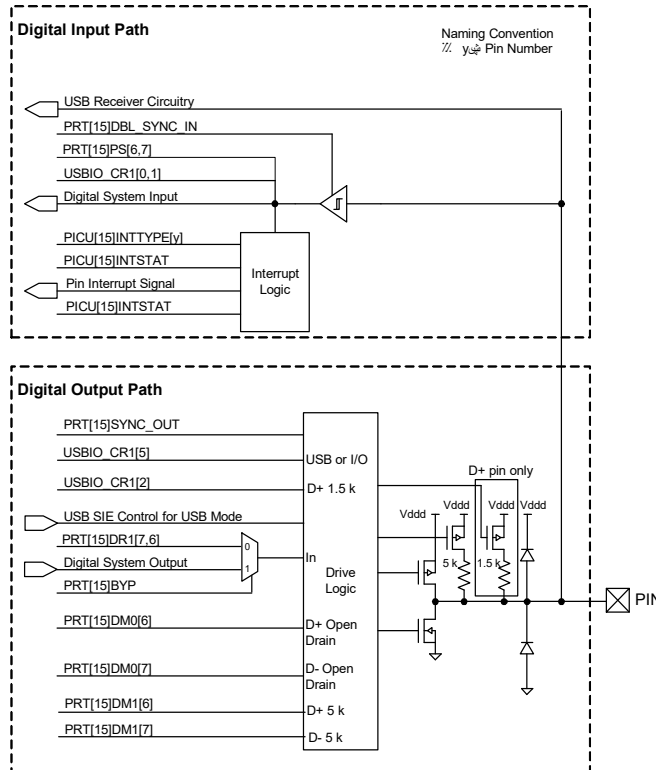 Digital Input Path
Naming Convention
Pin Number
USB Receiver Circuitry
PRT[15]DBL_SYNC_IN
PRT[15]PS[6,7]
USBIO_CR1[0,1]
Digital System Input
PICU[15]INTTYPE[y]
PICU[15]INTSTAT
Pin Interrupt Signal
PICU[15]INTSTAT
Interrupt
Logic
Digital Output Path
PRT[15]SYNC_OUT
USBIO_CR1[5]
USB or I/O
USBIO_CR1[2]
D+ 1.5 k
D+ pin only
USB SIE Control for USB Mode
Vddd
Vddd
Vddd
Vddd
PRT[15]DR1[7,6]
0
Digital System Output
1
In
5 k
1.5 k
PRT[15]BYP
Drive
Logic
PIN
PRT[15]DM0[6]
D+ Open
Drain
PRT[15]DM0[7]
D- Open
Drain
PRT[15]DM1[6]
D+ 5 k
PRT[15]DM1[7]
D- 5 k